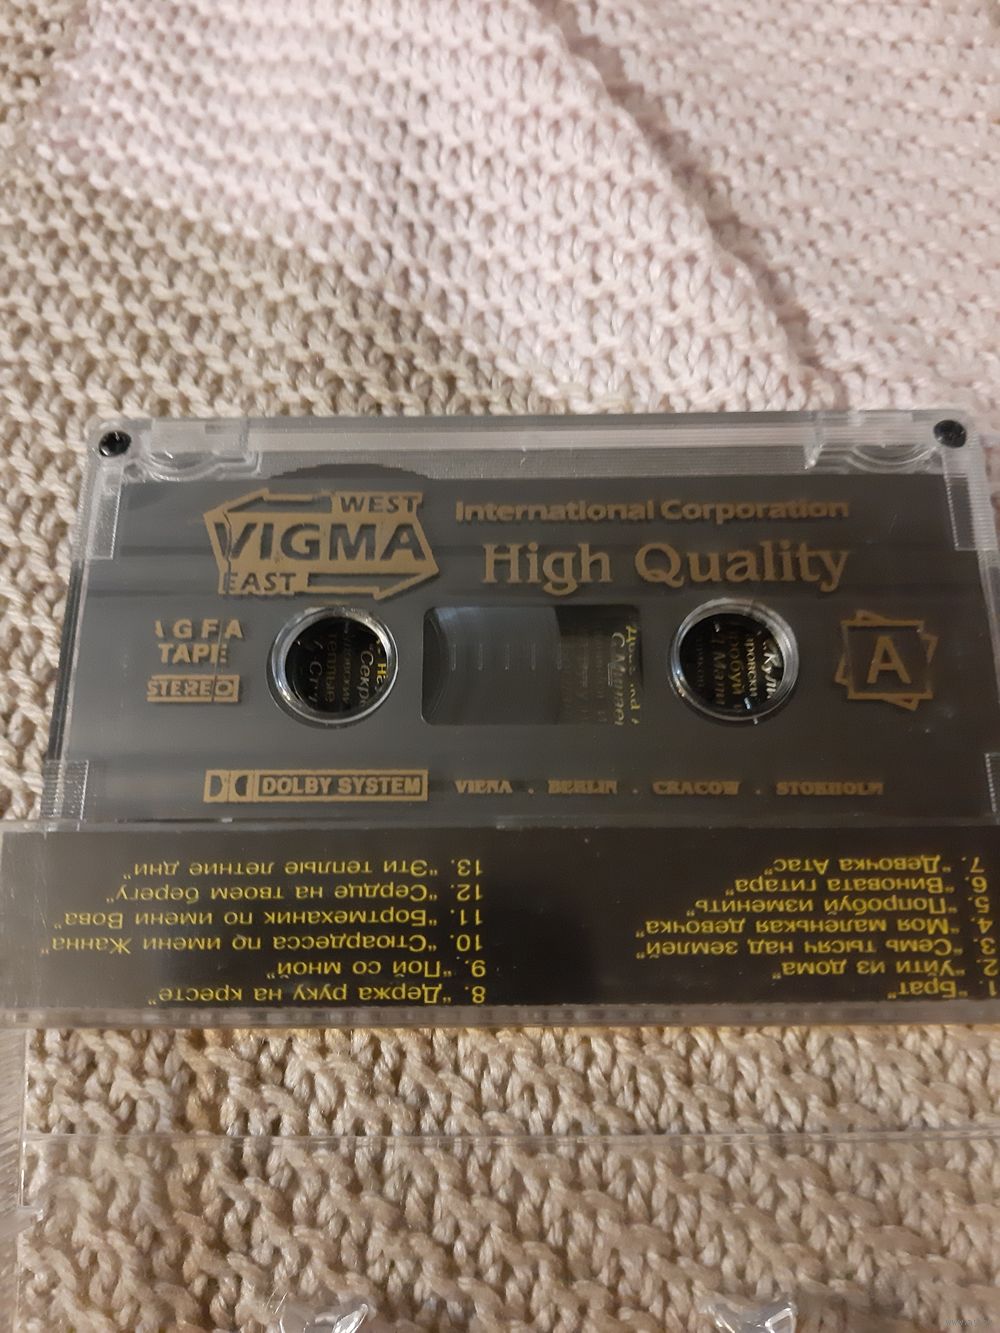 WEST
VIGMA
EAST
International Corporation
High Quality
TAPE
STEREO
A
DOLBY SYSTEM
VIENA . BERLIN . CRACOW . STOKHOLM
1. "Брат"
2. "Уйти из дома"
3. "Семь тысяч над землей"
4. "Моя маленькая девочка"
5. "Попробуй изменить"
6. "Виновата гитара"
7. "Девочка Атас"
8. "Держа руку на кресте"
9. "Пой со мной"
10. "Стюардесса по имени Жанна"
11. "Бортмеханик по имени Вова"
12. "Сердце на твоем берегу"
13. "Эти теплые летние дни"